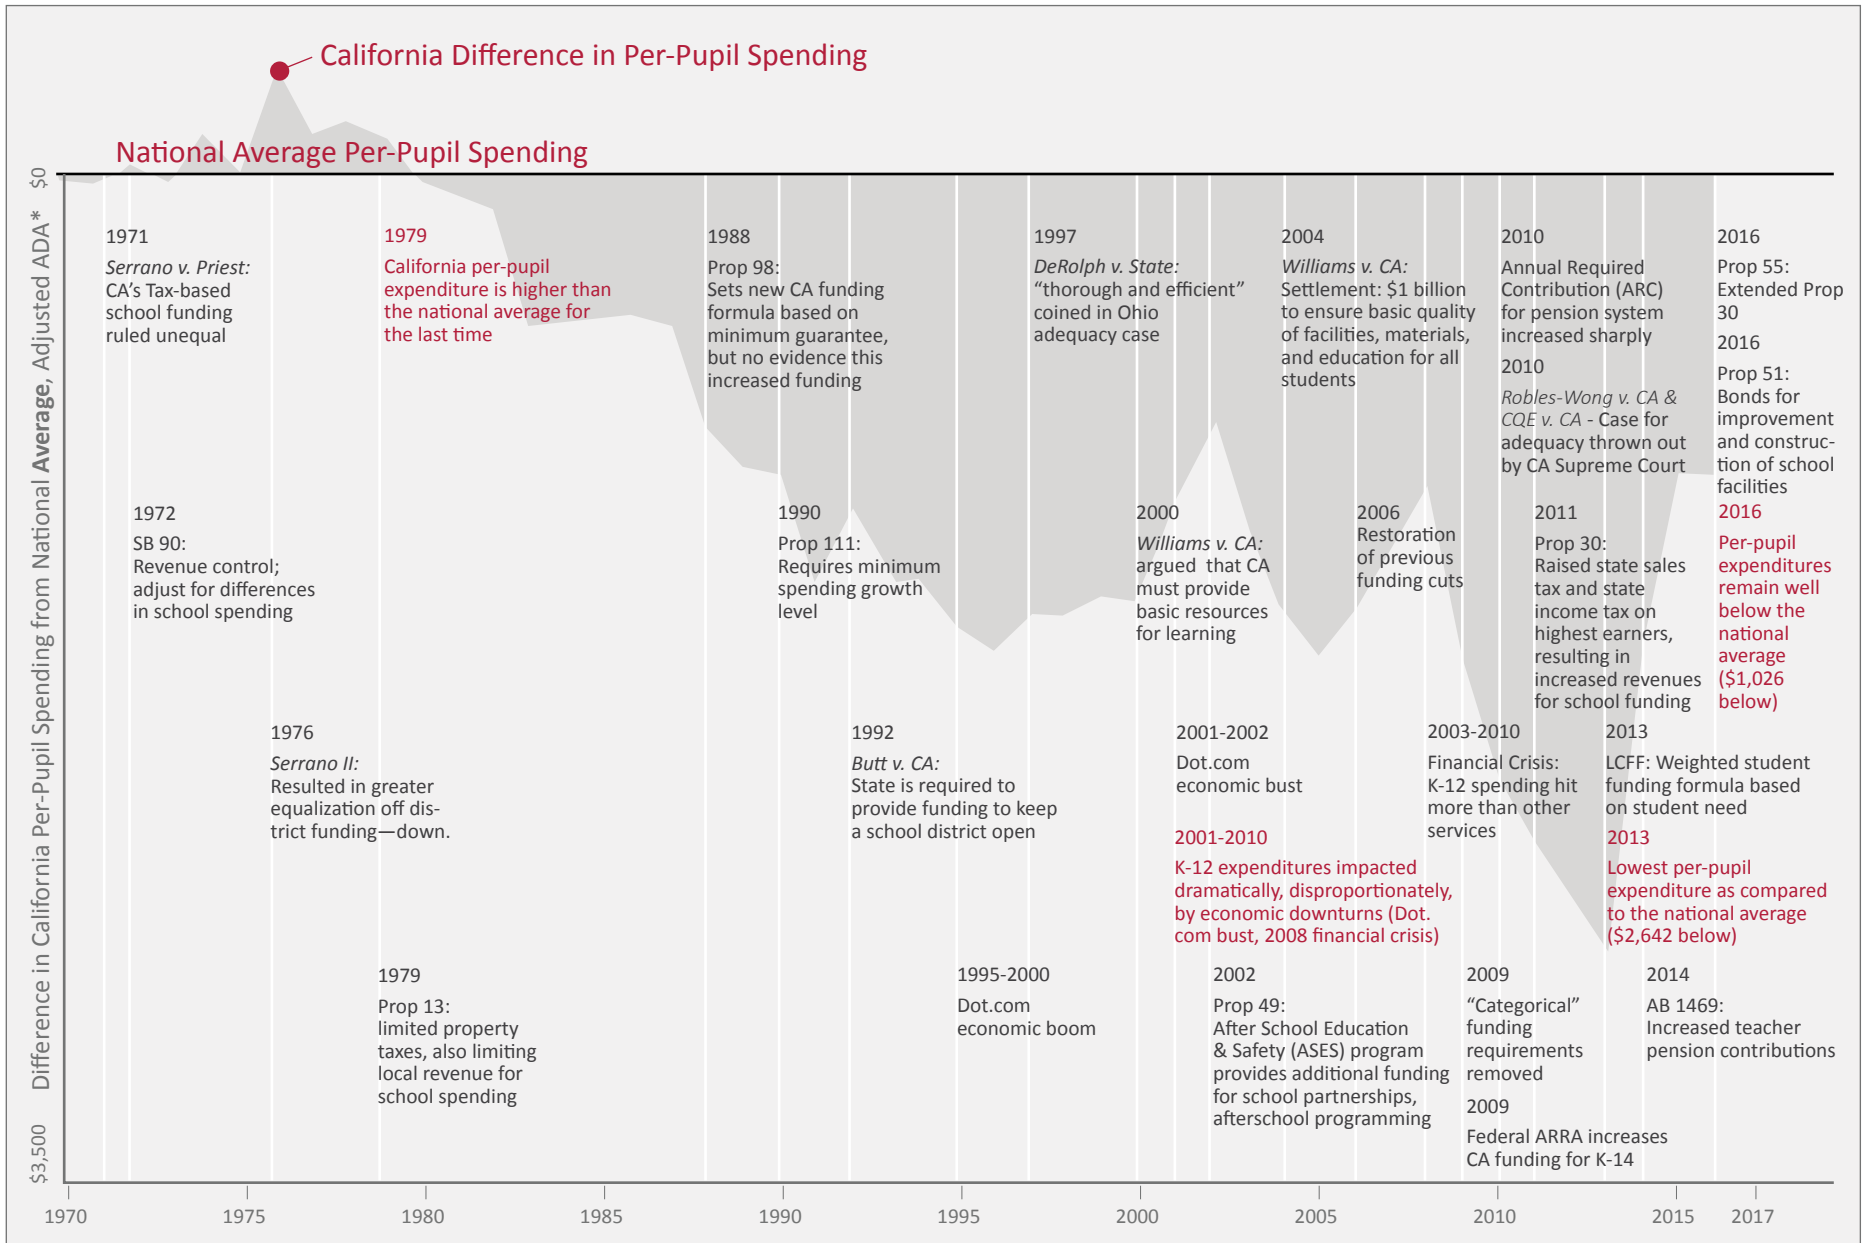 California Difference in Per-Pupil Spending
National Average Per-Pupil Spending
$0
Difference in California Per-Pupil Spending from National Average, Adjusted ADA*
$3,500
1971
Serrano v. Priest:
CA’s Tax-based
school funding
ruled unequal
1979
California per-pupil
expenditure is higher than
the national average for
the last time
1988
Prop 98:
Sets new CA funding
formula based on
minimum guarantee,
but no evidence this
increased funding
1997
DeRolph v. State:
“thorough and efficient”
coined in Ohio
adequacy case
2004
Williams v. CA:
Settlement: $1 billion
to ensure basic quality
of facilities, materials,
and education for all
students
2010
Annual Required
Contribution (ARC)
for pension system
increased sharply
2010
Robles-Wong v. CA &
CQE v. CA - Case for
adequacy thrown out
by CA Supreme Court
2016
Prop 55:
Extended Prop
30
2016
Prop 51:
Bonds for
improvement
and construc-
tion of school
facilities
1972
SB 90:
Revenue control;
adjust for differences
in school spending
1990
Prop 111:
Requires minimum
spending growth
level
2000
Williams v. CA:
argued that CA
must provide
basic resources
for learning
2006
Restoration
of previous
funding cuts
2011
Prop 30:
Raised state sales
tax and state
income tax on
highest earners,
resulting in
increased revenues
for school funding
2016
Per-pupil
expenditures
remain well
below the
national
average
($1,026
below)
1976
Serrano II:
Resulted in greater
equalization off dis-
trict funding—down.
1992
Butt v. CA:
State is required to
provide funding to keep
a school district open
2001-2002
Dot.com
economic bust
2001-2010
K-12 expenditures impacted
dramatically, disproportionately,
by economic downturns (Dot.
com bust, 2008 financial crisis)
2003-2010
Financial Crisis:
K-12 spending hit
more than other
services
2013
LCFF: Weighted student
funding formula based
on student need
2013
Lowest per-pupil
expenditure as compared
to the national average
($2,642 below)
1979
Prop 13:
limited property
taxes, also limiting
local revenue for
school spending
1995-2000
Dot.com
economic boom
2002
Prop 49:
After School Education
& Safety (ASES) program
provides additional funding
for school partnerships,
afterschool programming
2009
“Categorical”
funding
requirements
removed
2009
Federal ARRA increases
CA funding for K-14
2014
AB 1469:
Increased teacher
pension contributions
1970
1975
1980
1985
1990
1995
2000
2005
2010
2015
2017